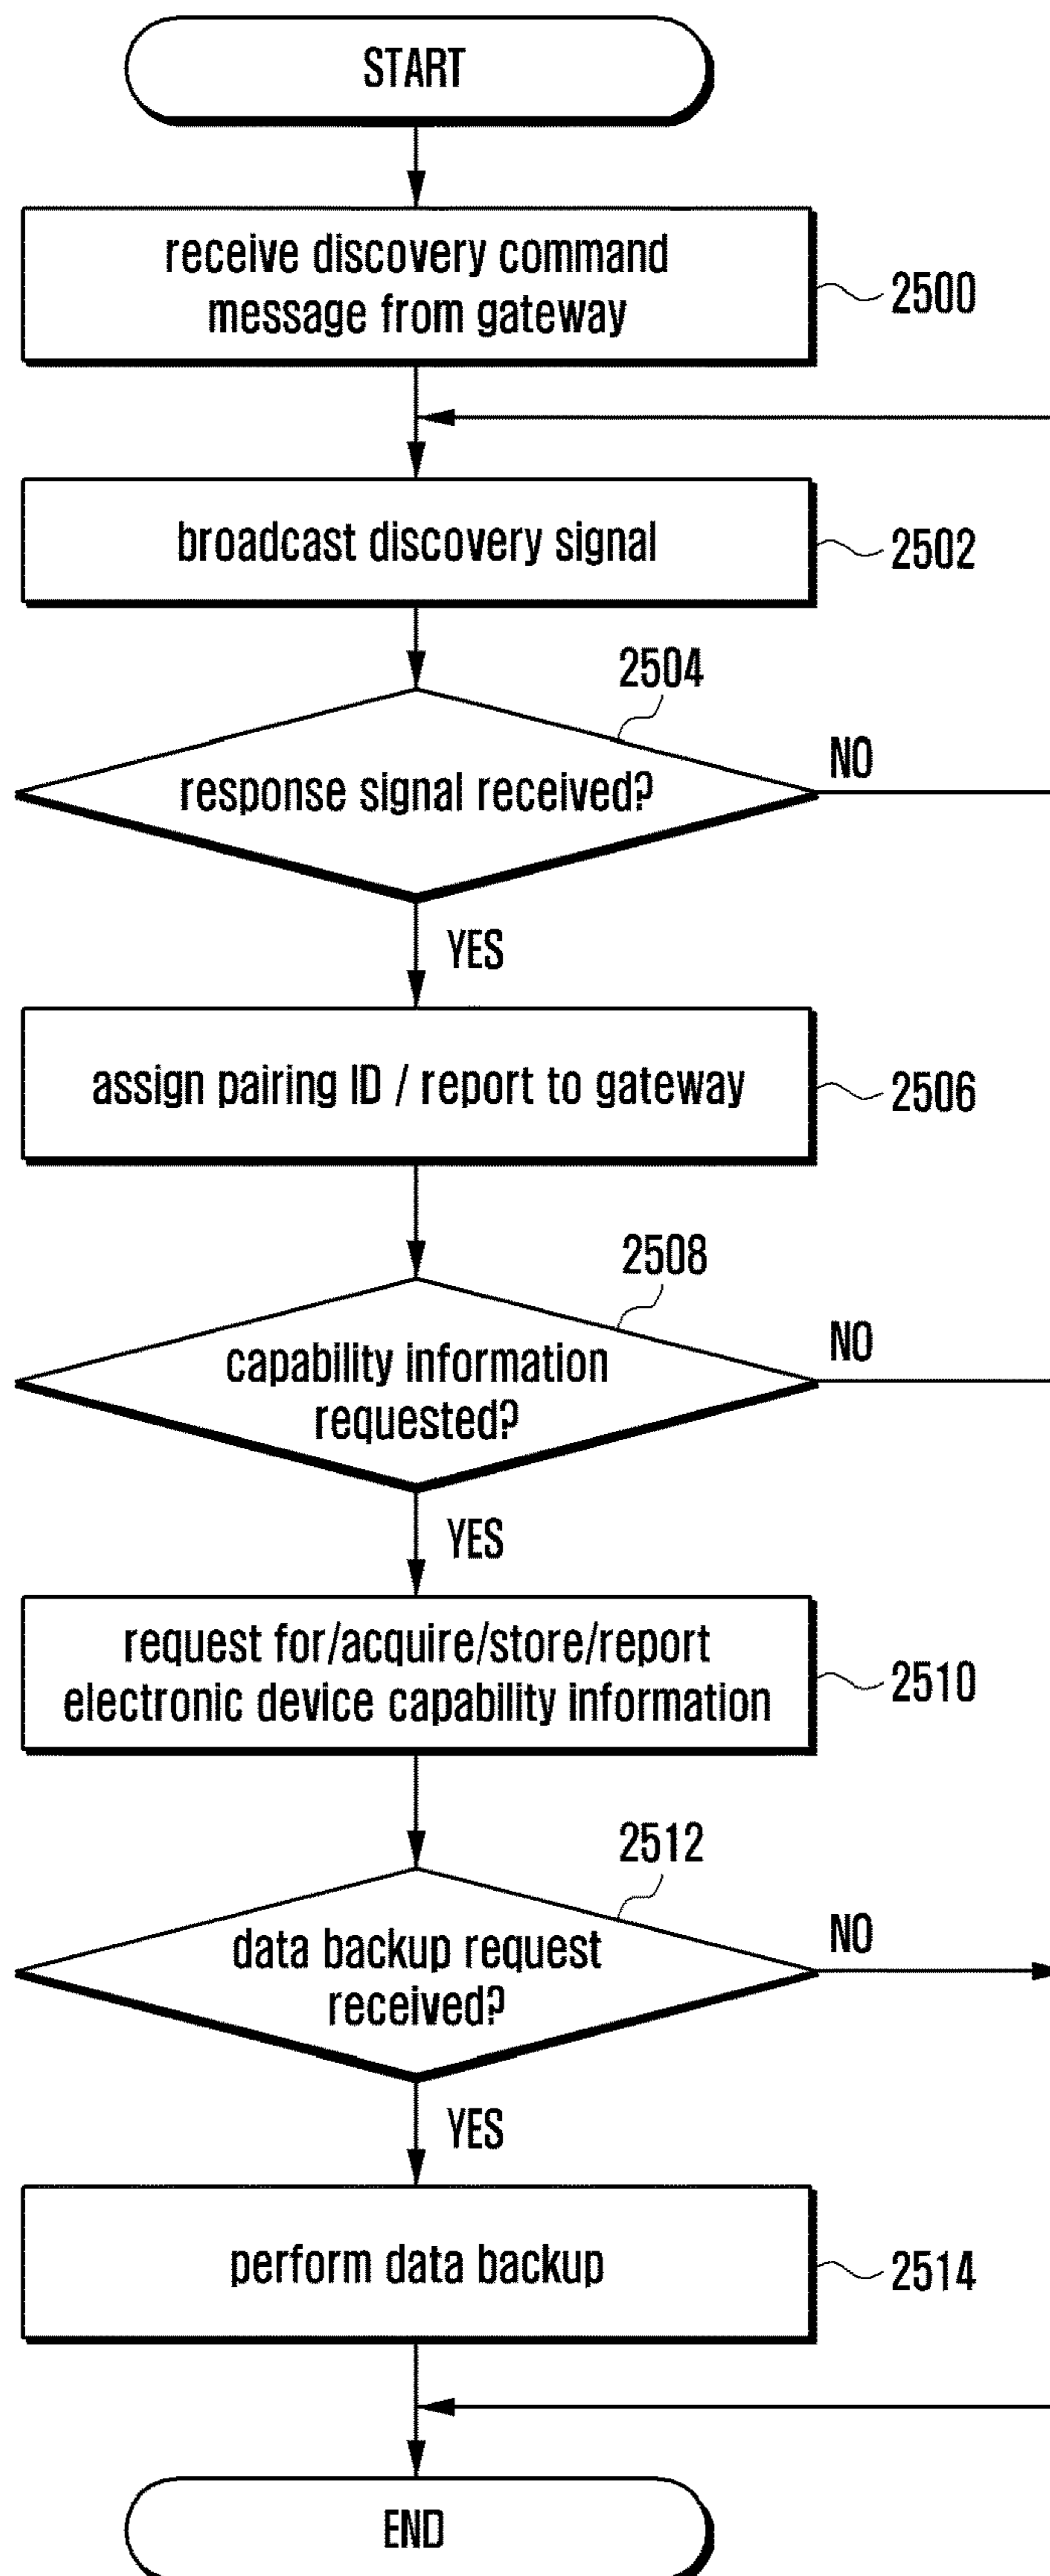 START
receive discovery command
message from gateway
2500
broadcast discovery signal
2502
2504
response signal received?
NO
YES
assign pairing ID / report to gateway
2506
2508
capability information
requested?
NO
YES
request for/acquire/store/report
electronic device capability information
2510
2512
data backup request
received?
NO
YES
perform data backup
2514
END